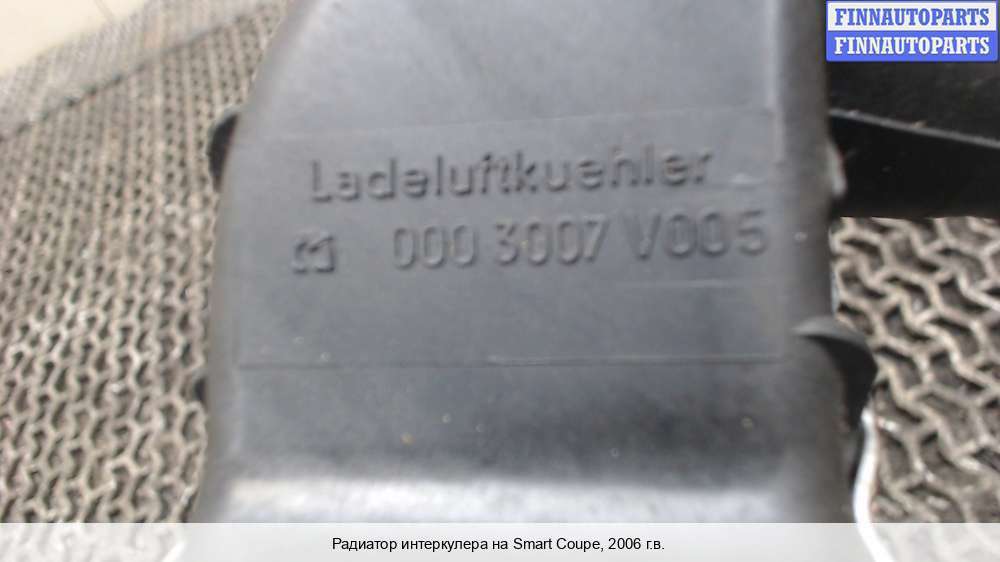 FINNAUTOPARTS
FINNAUTOPARTS
Ladeluftkuehler
000 3007 V005
Радиатор интеркулера на Smart Coupe, 2006 г.в.